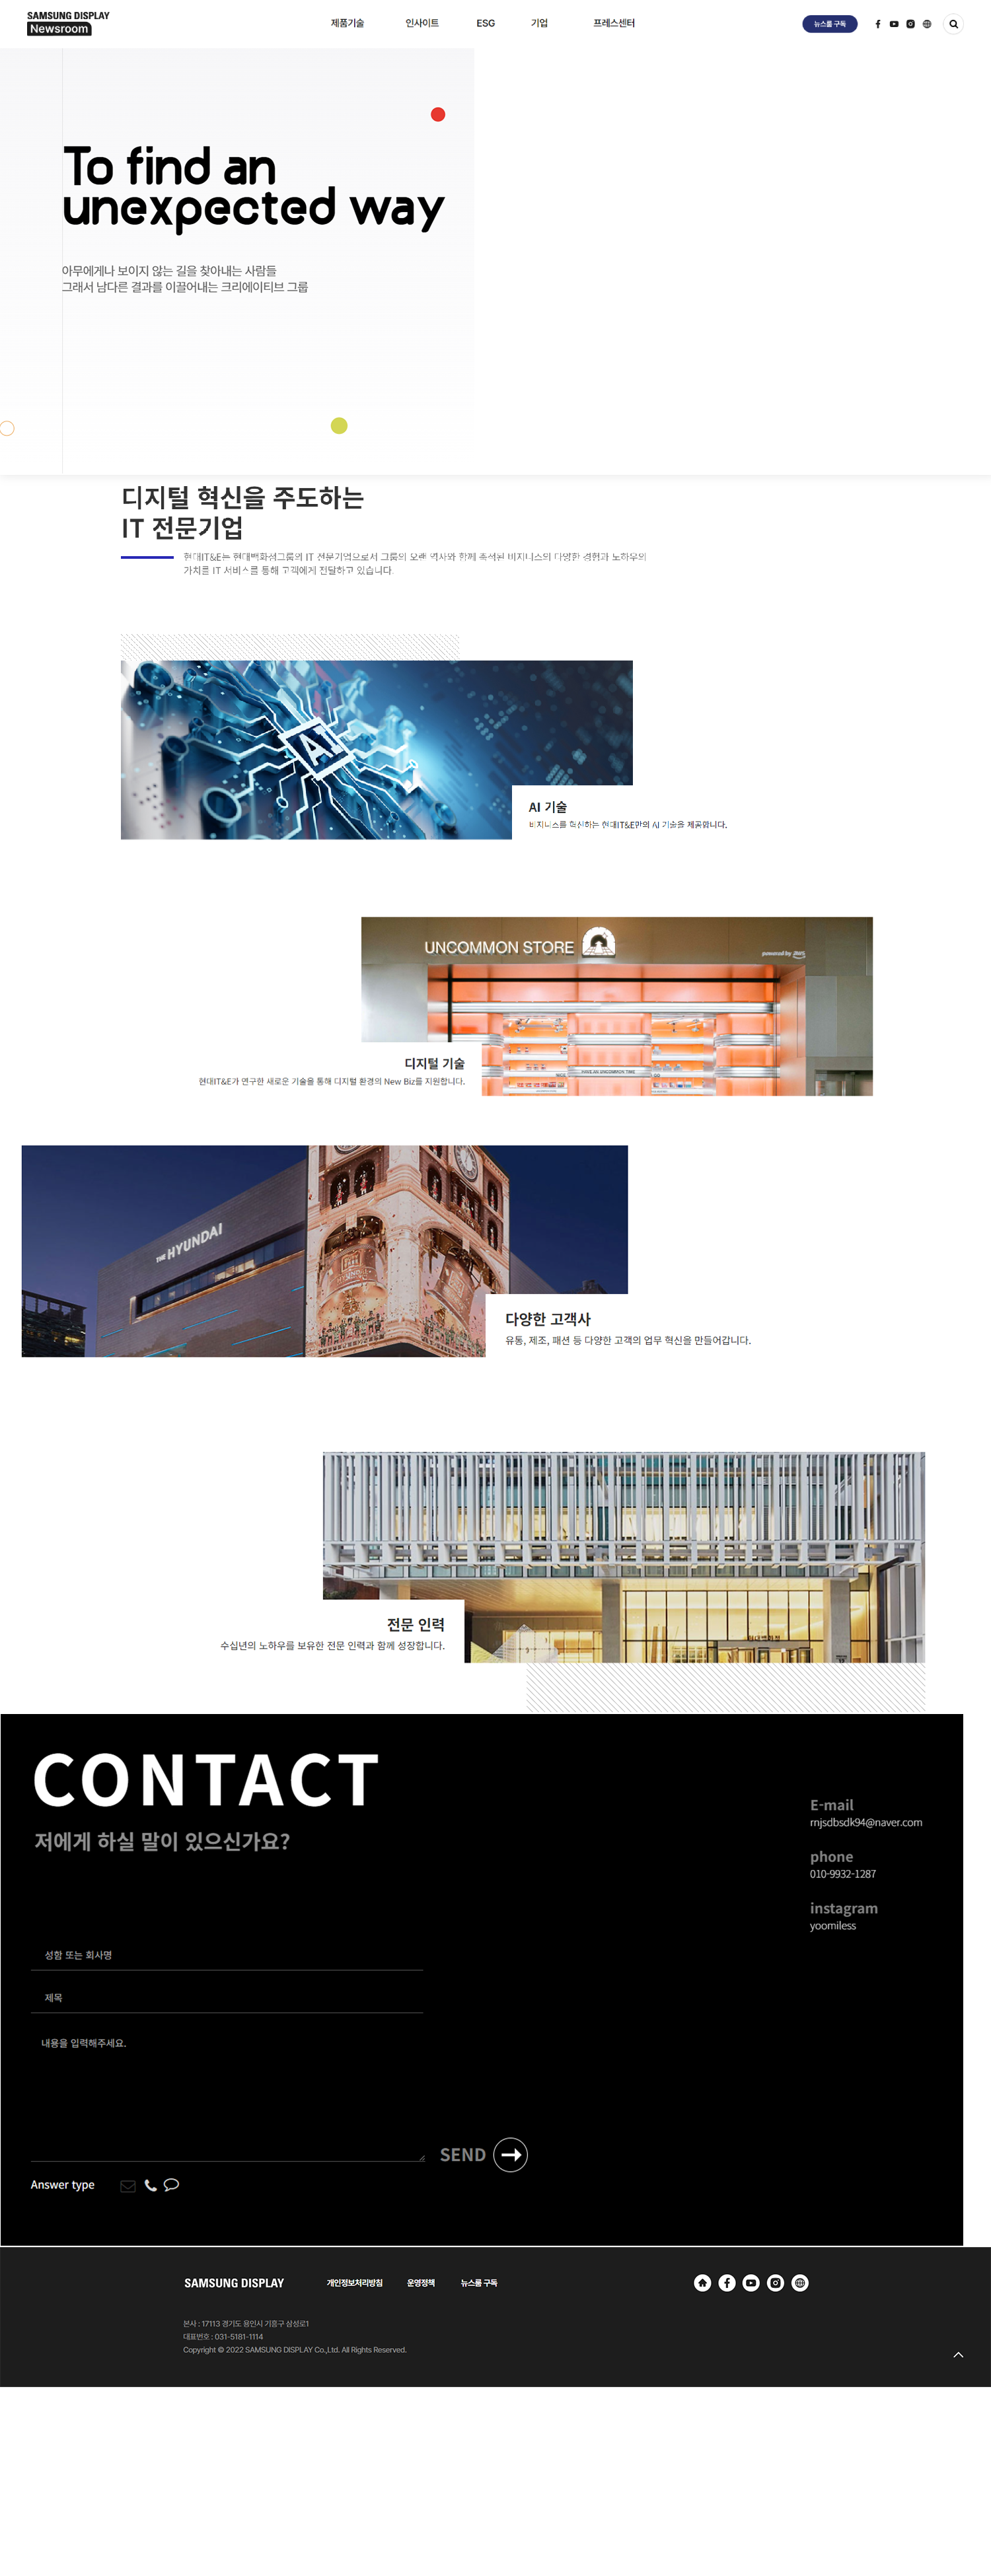 SAMSUNG DISPLAY
Newsroom
제품기술
인사이트
ESG
기업
프레스센터
뉴스룸 구독
To find an
unexpected way
아무에게나 보이지 않는 길을 찾아내는 사람들
그래서 남다른 결과를 이끌어내는 크리에이티브 그룹
디지털 혁신을 주도하는
IT 전문기업
현대IT&E는 현대백화점그룹의 IT 전문기업으로서 그룹의 오랜 역사와 함께 축적된 비지니스의 다양한 경험과 노하우의
가치를 IT 서비스를 통해 고객에게 전달하고 있습니다.
AI
AI 기술
비지니스를 혁신하는 현대IT&E만의 AI 기술을 제공합니다.
UNCOMMON STORE
powered by aws
HAVE AN UNCOMMON TIME
디지털 기술
현대IT&E가 연구한 새로운 기술을 통해 디지털 환경의 New Biz를 지원합니다.
THE HYUNDAI
다양한 고객사
유통, 제조, 패션 등 다양한 고객의 업무 혁신을 만들어갑니다.
현대백화점
전문 인력
수십년의 노하우를 보유한 전문 인력과 함께 성장합니다.
CONTACT
저에게 하실 말이 있으신가요?
E-mail
rnjsdbsdk94@naver.com
phone
010-9932-1287
instagram
yoomiless
성함 또는 회사명
제목
내용을 입력해주세요.
SEND
Answer type
SAMSUNG DISPLAY
개인정보처리방침
운영정책
뉴스룸 구독
본사 : 17113 경기도 용인시 기흥구 삼성로1
대표번호 : 031-5181-1114
Copyright © 2022 SAMSUNG DISPLAY Co.,Ltd. All Rights Reserved.